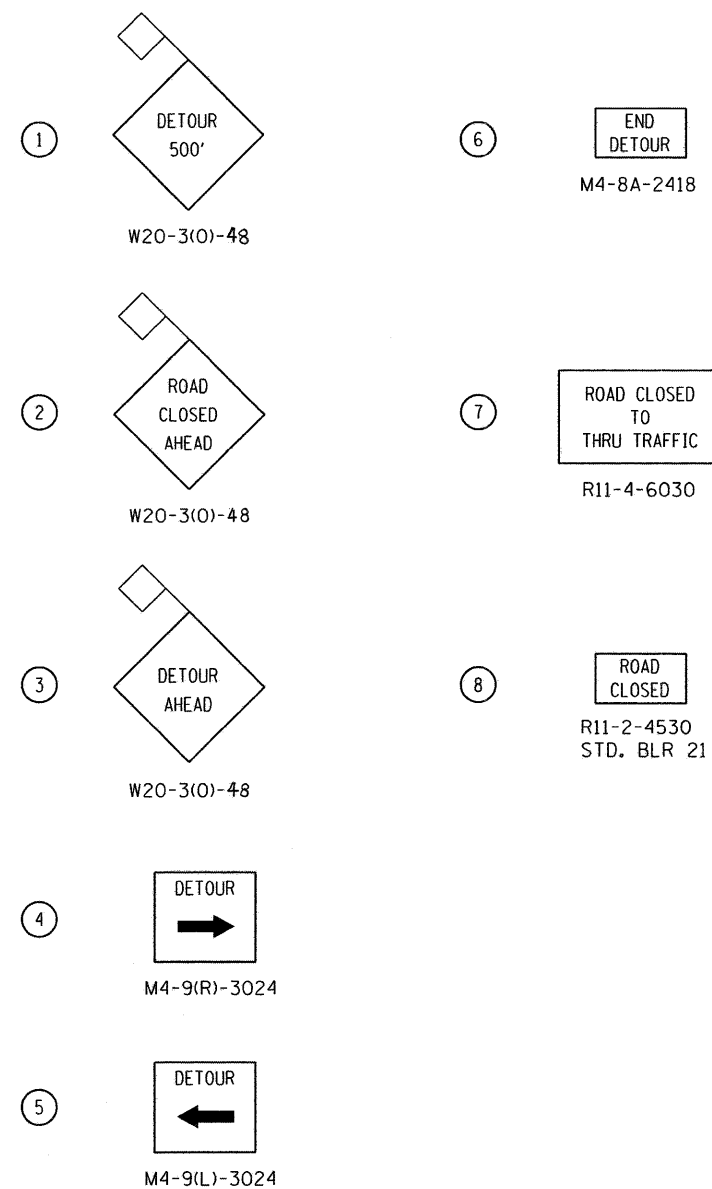 1
DETOUR
500'
W20-3(O)-48
2
ROAD
CLOSED
AHEAD
W20-3(O)-48
3
DETOUR
AHEAD
W20-3(O)-48
4
DETOUR
M4-9(R)-3024
5
DETOUR
M4-9(L)-3024
6
END
DETOUR
M4-8A-2418
7
ROAD CLOSED
TO
THRU TRAFFIC
R11-4-6030
8
ROAD
CLOSED
R11-2-4530
STD. BLR 21